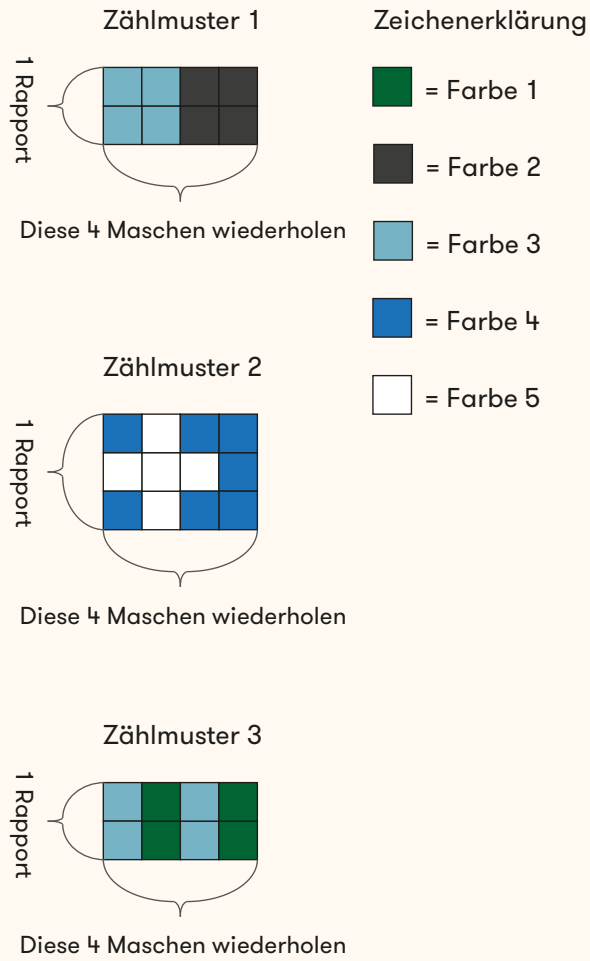 Zählmuster 1
1 Rapport
Diese 4 Maschen wiederholen
Zählmuster 2
1 Rapport
Diese 4 Maschen wiederholen
Zählmuster 3
1 Rapport
Diese 4 Maschen wiederholen
Zeichenerklärung
= Farbe 1
= Farbe 2
= Farbe 3
= Farbe 4
= Farbe 5